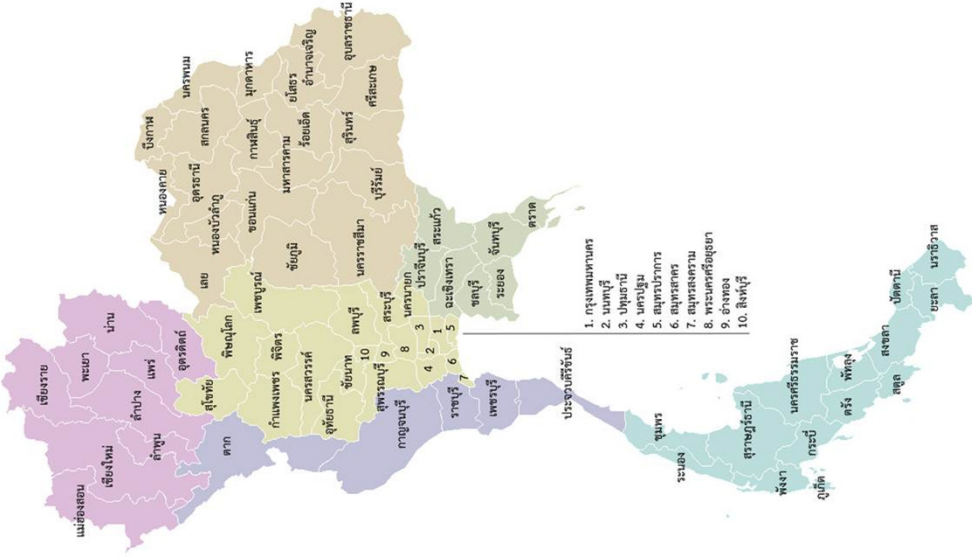 เชียงราย
แม่ฮ่องสอน
เชียงใหม่
พะเยา
น่าน
ลำพูน
ลำปาง
แพร่
อุตรดิตถ์
ตาก
สุโขทัย
พิษณุโลก
เพชรบูรณ์
กำแพงเพชร
พิจิตร
นครสวรรค์
อุทัยธานี
ชัยนาท
ลพบุรี
สระบุรี
นครนายก
สุพรรณบุรี
10
9
8
3
4
2
1
7
6
5
เลย
หนองคาย
บึงกาฬ
นครพนม
หนองบัวลำภู
อุดรธานี
สกลนคร
ขอนแก่น
กาฬสินธุ์
มุกดาหาร
ชัยภูมิ
มหาสารคาม
ร้อยเอ็ด
ยโสธร
อำนาจเจริญ
นครราชสีมา
บุรีรัมย์
สุรินทร์
ศรีสะเกษ
อุบลราชธานี
ปราจีนบุรี
สระแก้ว
ฉะเชิงเทรา
ชลบุรี
ระยอง
จันทบุรี
ตราด
กาญจนบุรี
ราชบุรี
เพชรบุรี
ประจวบคีรีขันธ์
1. กรุงเทพมหานคร
2. นนทบุรี
3. ปทุมธานี
4. นครปฐม
5. สมุทรปราการ
6. สมุทรสาคร
7. สมุทรสงคราม
8. พระนครศรีอยุธยา
9. อ่างทอง
10. สิงห์บุรี
ชุมพร
ระนอง
สุราษฎร์ธานี
พังงา
ภูเก็ต
กระบี่
นครศรีธรรมราช
ตรัง
พัทลุง
สตูล
สงขลา
ปัตตานี
ยะลา
นราธิวาส